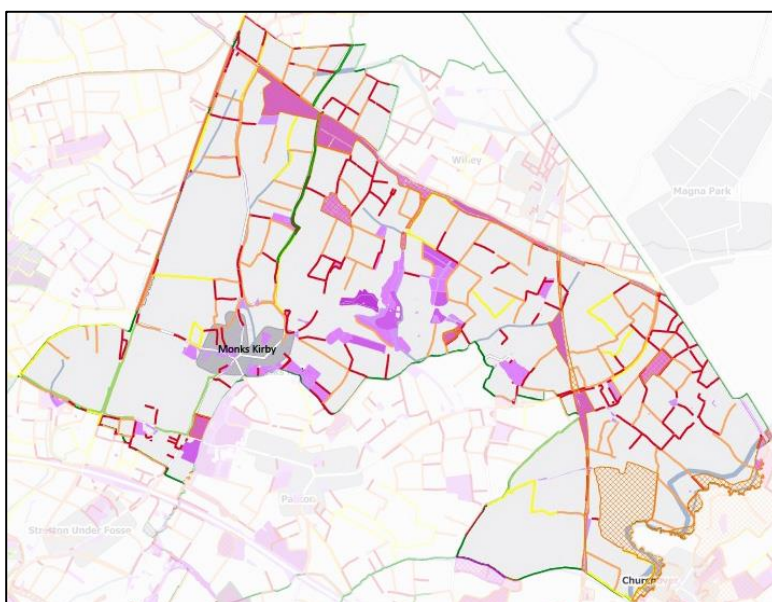 Willey
Magna Park
Monks Kirby
Pailton
Stretton Under Fosse
Churchover